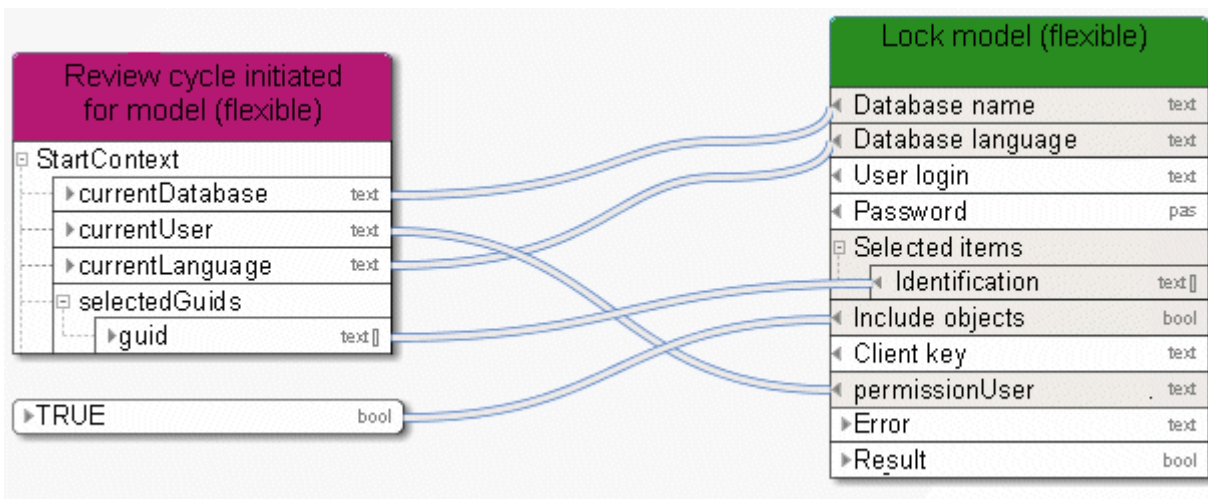 Review cycle initiated
for model (flexible)
StartContext
currentDatabase text
currentUser text
currentLanguage text
selectedGuids
guid text[]
TRUE bool
Lock model (flexible)
Database name text
Database language text
User login text
Password pas
Selected items
Identification text[]
Include objects bool
Client key text
permissionUser . text
Error text
Result bool